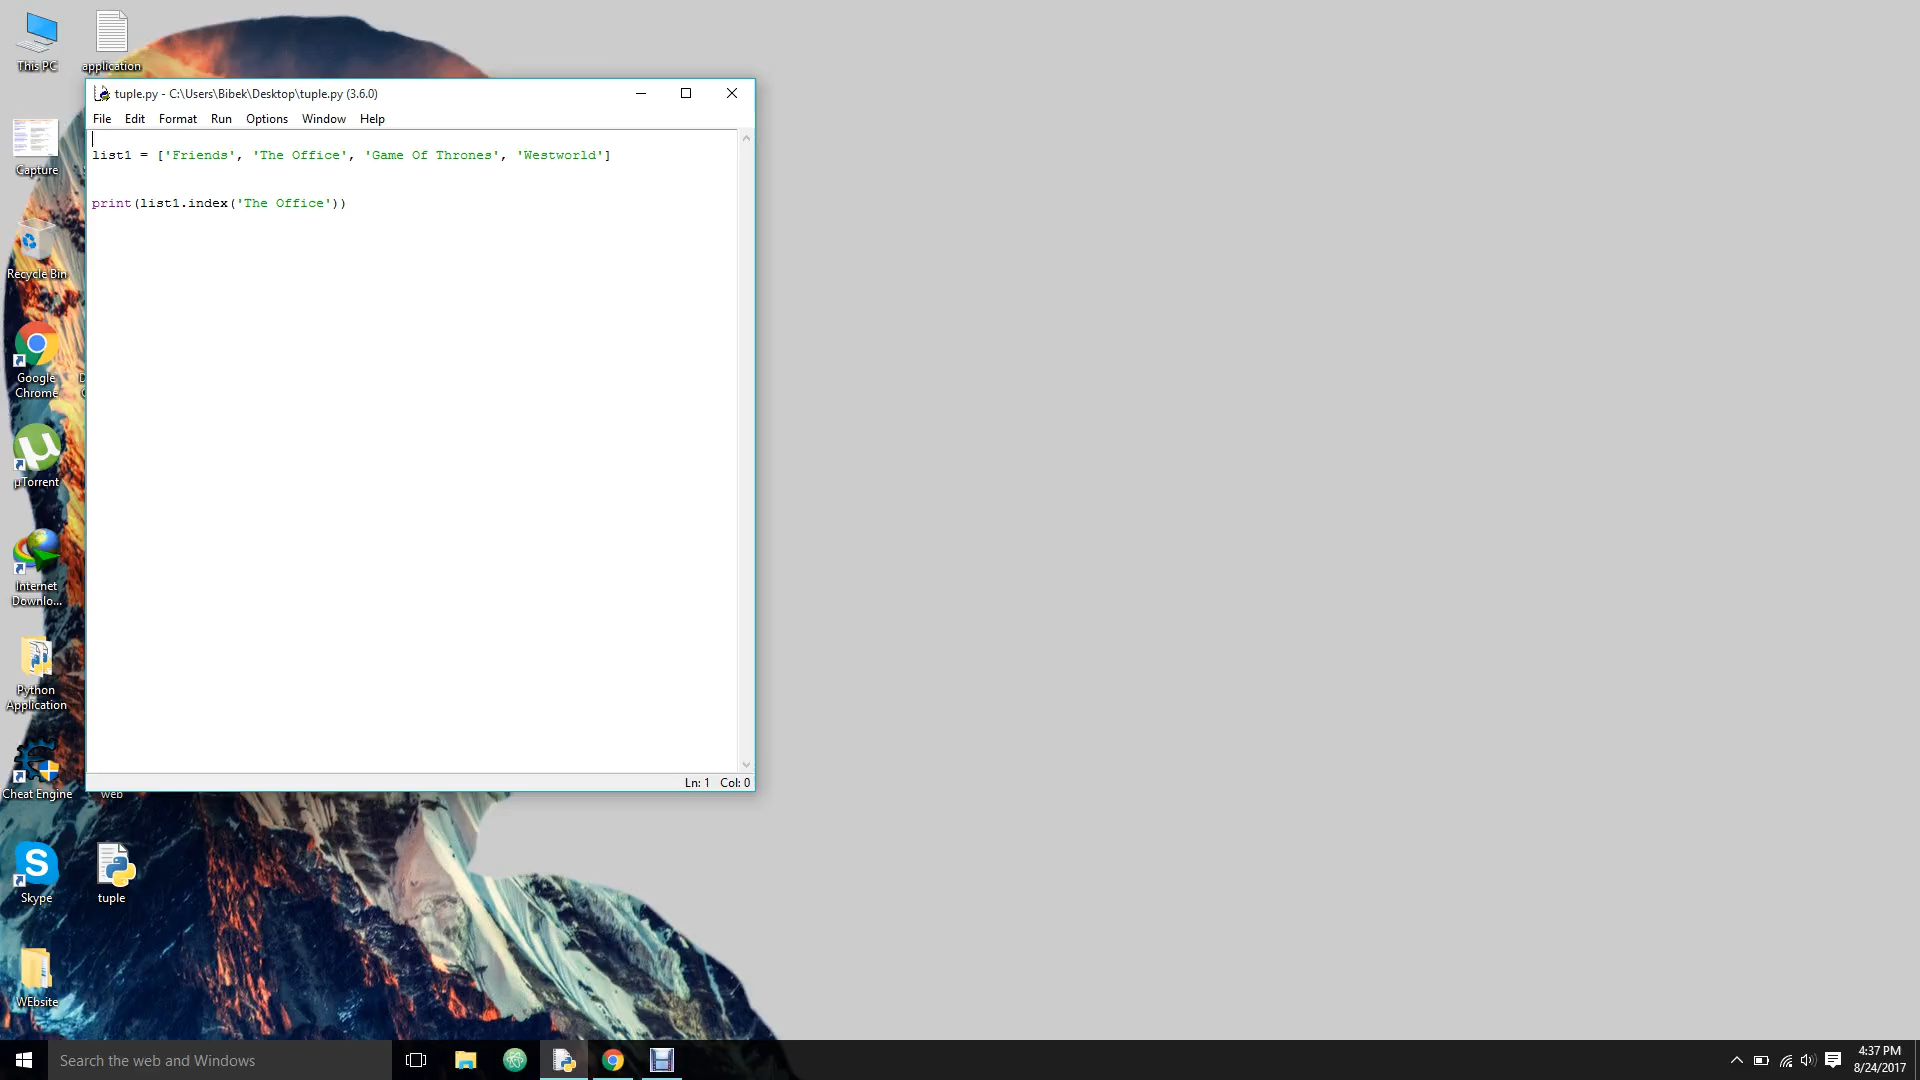 This PC
application
tuple.py - C:\Users\Bibek\Desktop\tuple.py (3.6.0)
File Edit Format Run Options Window Help
list1 = ['Friends', 'The Office', 'Game Of Thrones', 'Westworld']
print(list1.index('The Office'))
Ln: 1 Col: 0
Capture
Recycle Bin
Google
Chrome
µTorrent
Internet
Downlo...
Python
Application
Cheat Engine
web
Skype
tuple
WEbsite
Search the web and Windows
4:37 PM
8/24/2017